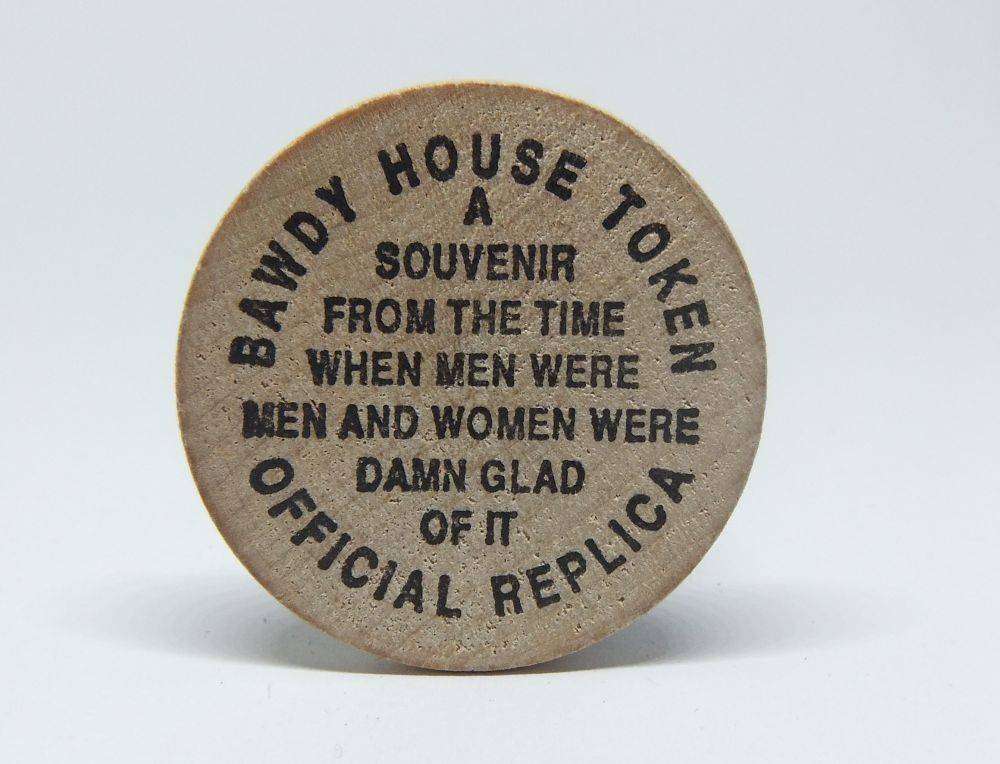 BAWDY HOUSE TOKEN
A
SOUVENIR
FROM THE TIME
WHEN MEN WERE
MEN AND WOMEN WERE
DAMN GLAD
OF IT
OFFICIAL REPLICA